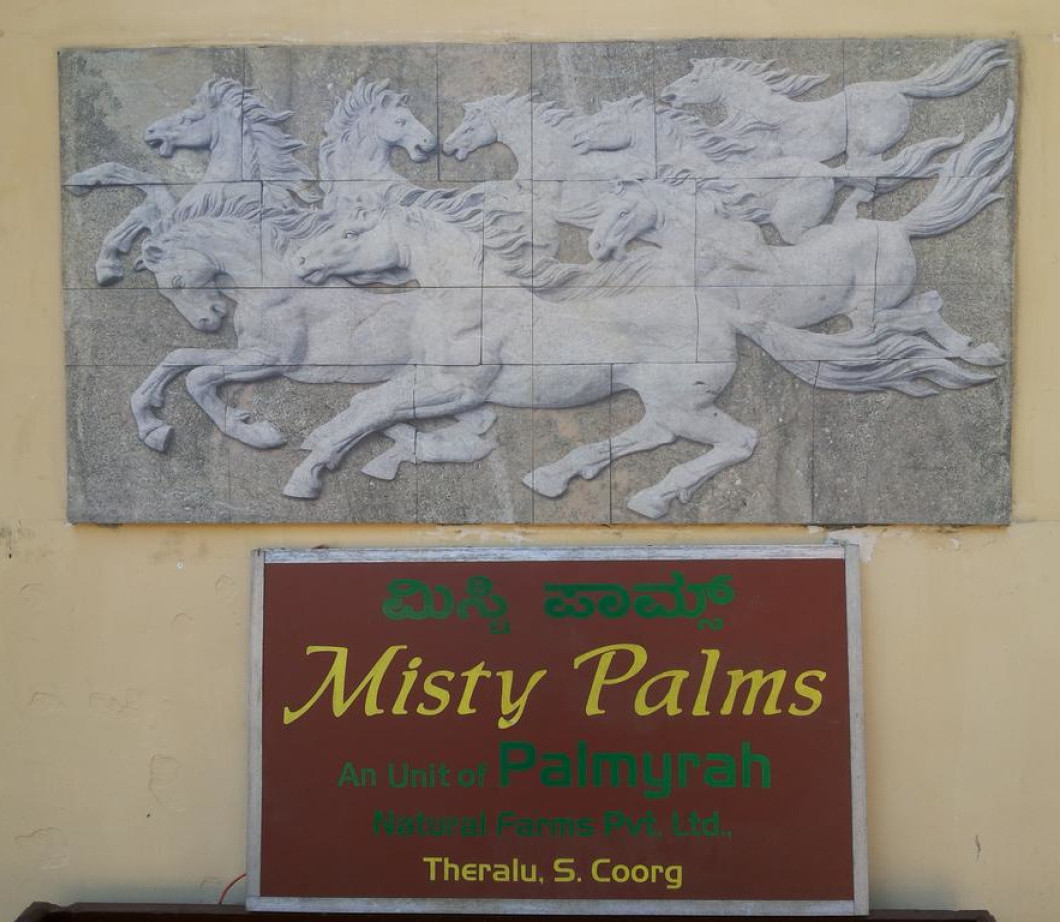 ಮಿಸ್ಟಿ ಪಾಮ್ಸ್
Misty Palms
An Unit of Palmyrah
Natural Farms Pvt. Ltd.,
Theralu, S. Coorg